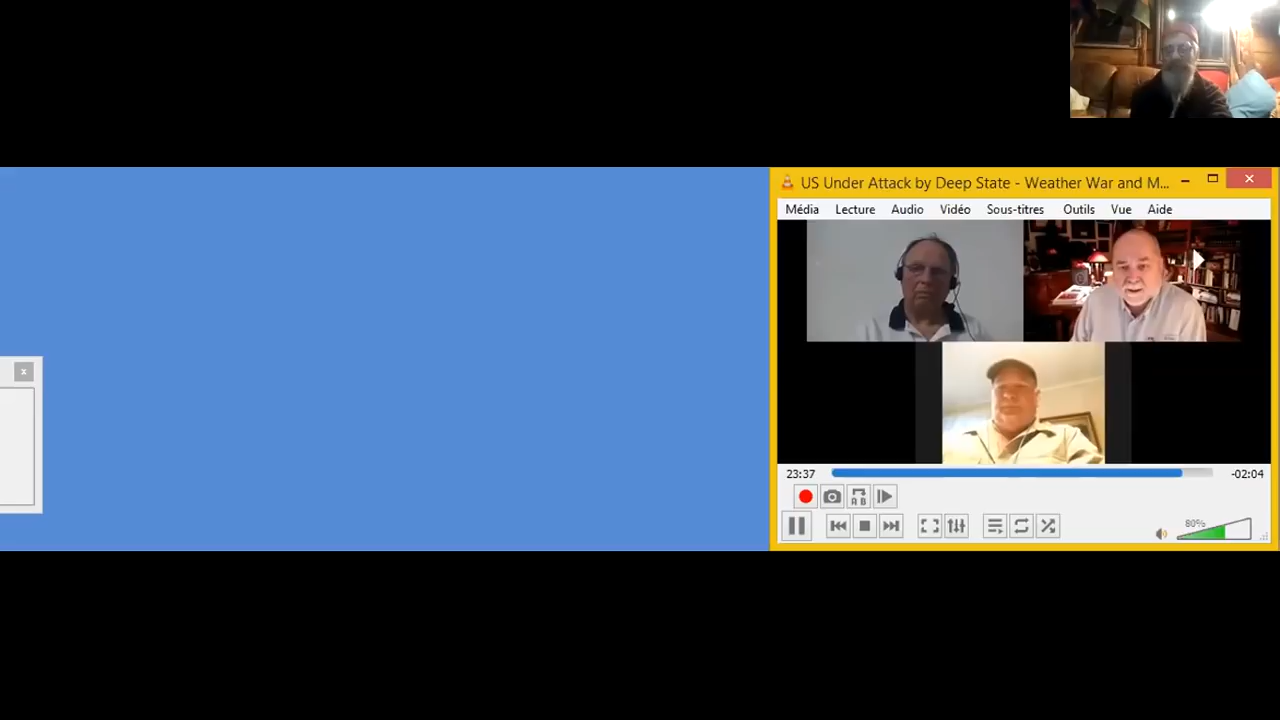 US Under Attack by Deep State - Weather War and M...
Média Lecture Audio Vidéo Sous-titres Outils Vue Aide
23:37 -02:04
A B
80%
x